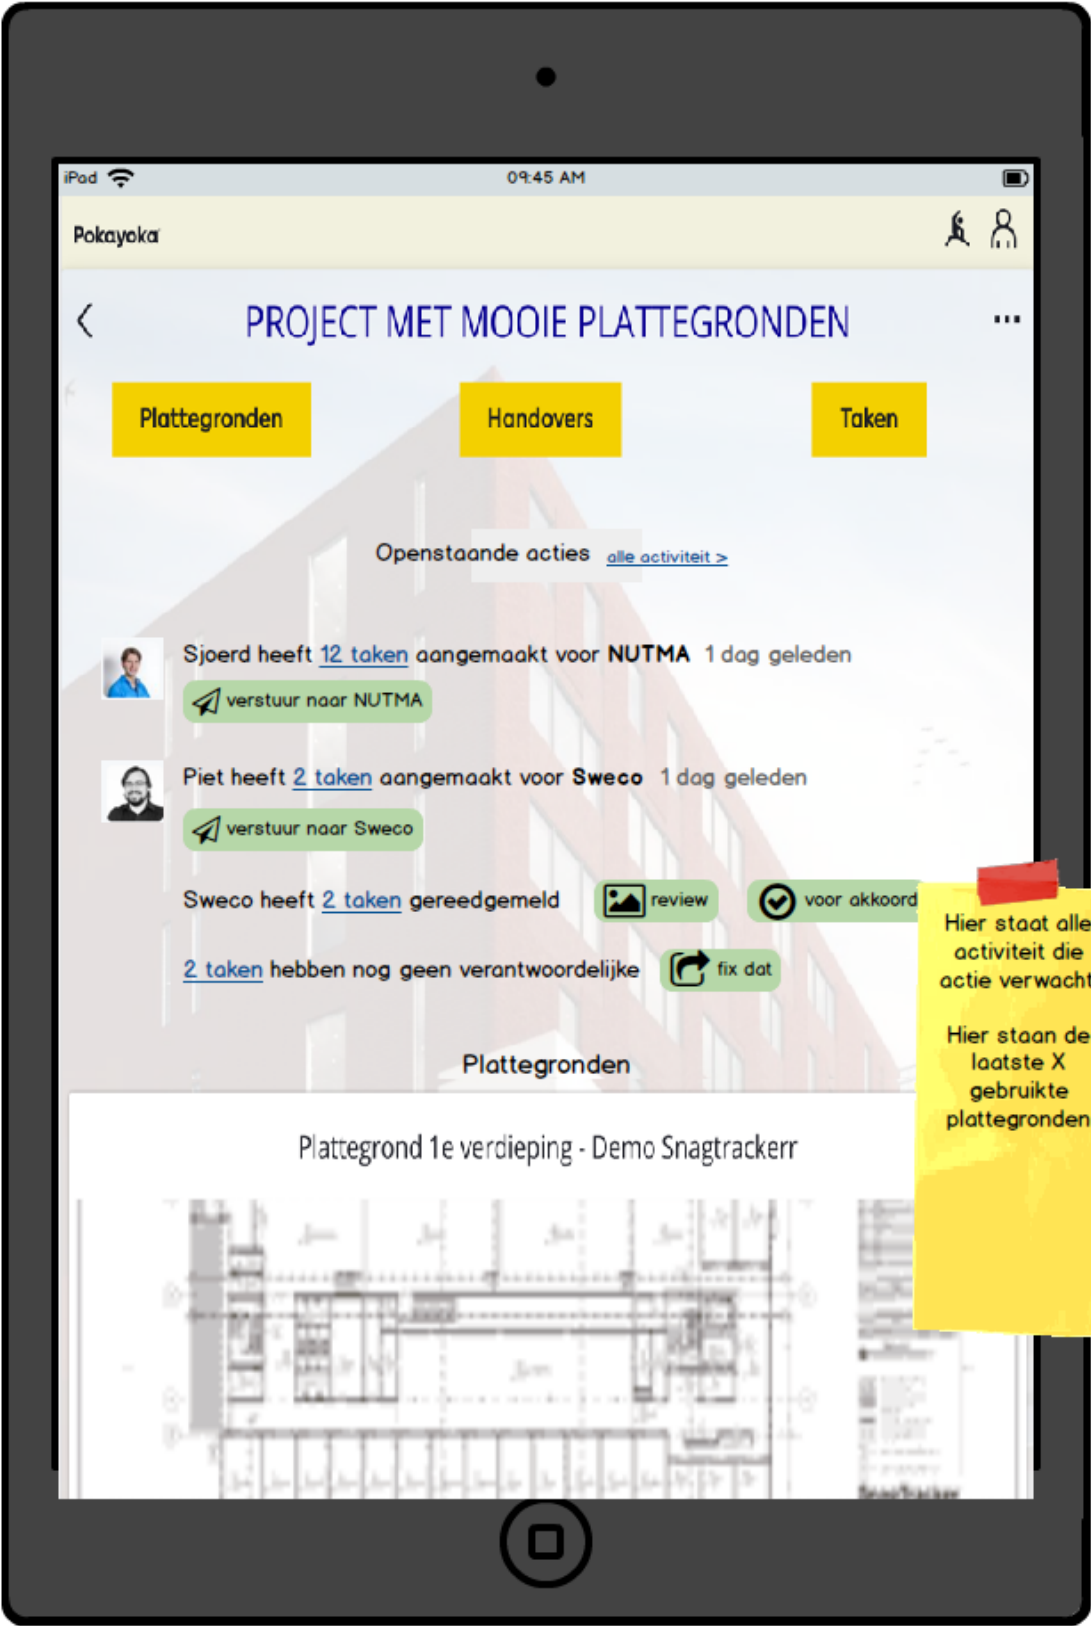 iPad
09:45 AM
Pokayoka
PROJECT MET MOOIE PLATTEGRONDEN
Plattegronden
Handovers
Taken
Openstaande acties alle activiteit >
Sjoerd heeft 12 taken aangemaakt voor NUTMA 1 dag geleden
verstuur naar NUTMA
Piet heeft 2 taken aangemaakt voor Sweco 1 dag geleden
verstuur naar Sweco
Sweco heeft 2 taken gereedgemeld review voor akkoord
2 taken hebben nog geen verantwoordelijke fix dat
Hier staat alle
activiteit die
actie verwacht
Hier staan de
laatste X
gebruikte
plattegronden
Plattegronden
Plattegrond 1e verdieping - Demo Snagtrackerr
SnagTracker